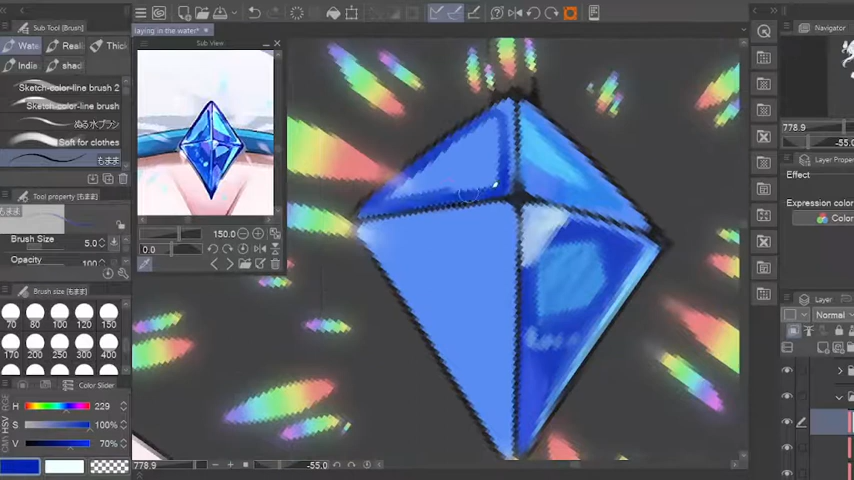 laying in the water*
Sub Tool [もまま]
Wate
Reali
Thick
India
shad
Sub View
Sketch-color-line brush 2
Sketch-color-line brush
ぬる水ブラシ
Soft for clothes
もまま
Tool property
もまま
Brush Size 5.0
Opacity 100
150.0
0.0
Brush size [もまま]
70 80 100 120 150
170 200 250 300 400
Color Slider
H 229
S 100%
V 70%
778.9 -55.0
Navigator
778.9
-55.0
Layer Proper
Effect
Expression color
Color
Layer
Normal